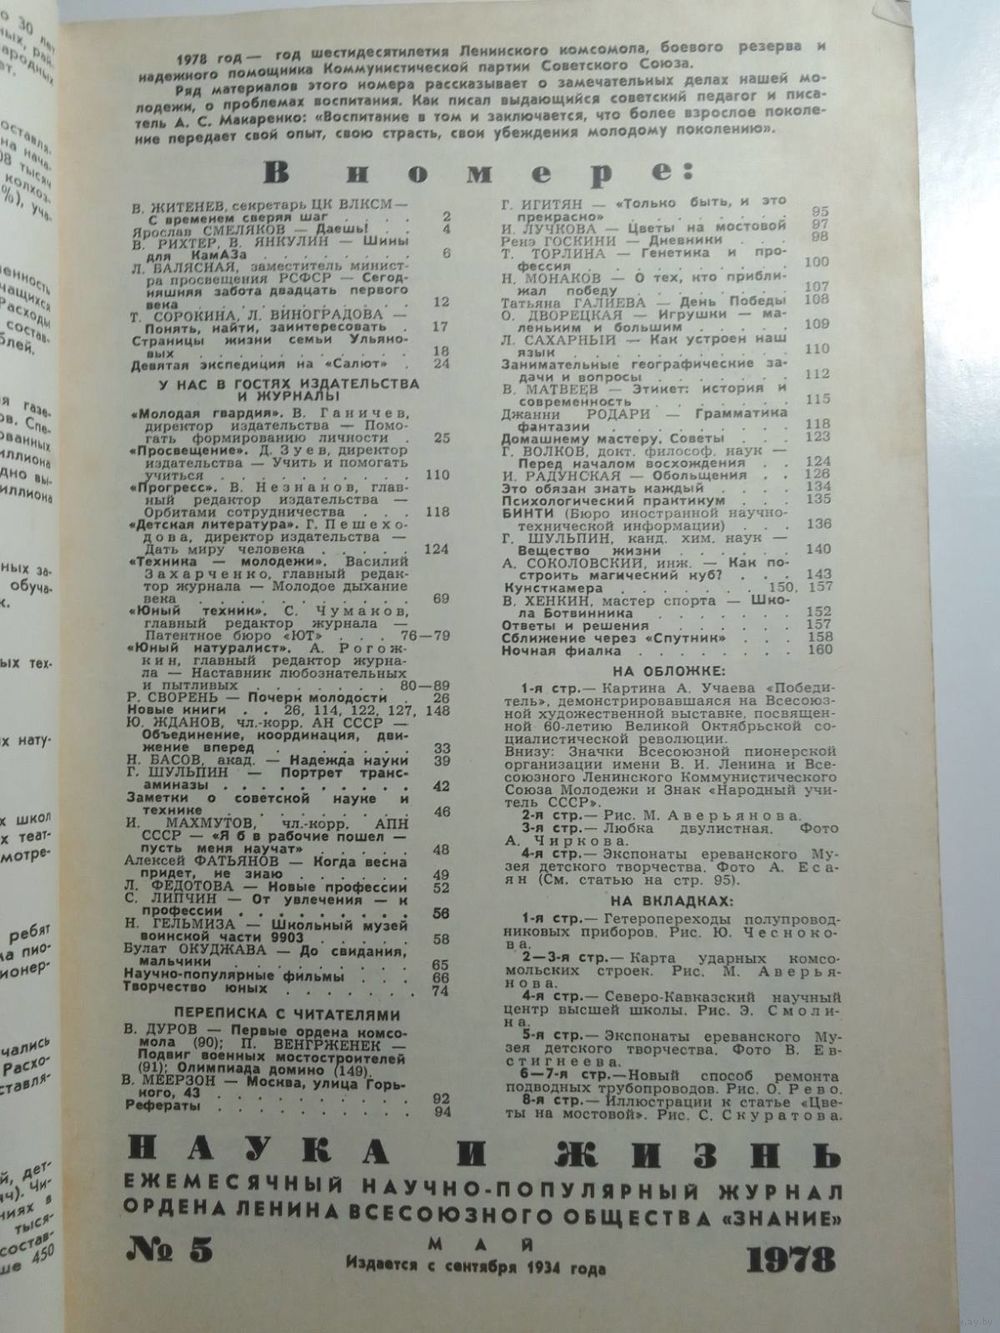 1978 год — год шестидесятилетия Ленинского комсомола, боевого резерва и
надежного помощника Коммунистической партии Советского Союза.
Ряд материалов этого номера рассказывает о замечательных делах нашей мо-
лодежи, о проблемах воспитания. Как писал выдающийся советский педагог и писа-
тель А. С. Макаренко: «Воспитание в том и заключается, что более взрослое поколе-
ние передает свой опыт, свою страсть, свои убеждения молодому поколению».
В номере:
В. ЖИТЕНЕВ, секретарь ЦК ВЛКСМ—
С временем сверяя шаг . . . . 2
Ярослав СМЕЛЯКОВ — Даешь! . . 4
В. РИХТЕР, В. ЯНКУЛИН — Шины
для КамАЗа . . . . . . . 6
Л. БАЛЯСНАЯ, заместитель минист-
ра просвещения РСФСР — Сегод-
няшняя забота двадцать первого
века . . . . . . . . . . 12
Т. СОРОКИНА, Л. ВИНОГРАДОВА —
Понять, найти, заинтересовать . 17
Страницы жизни семьи Ульяно-
вых . . . . . . . . . . 18
Девятая экспедиция на «Салют» . 24
У НАС В ГОСТЯХ ИЗДАТЕЛЬСТВА
И ЖУРНАЛЫ
«Молодая гвардия». В. Ганичев,
директор издательства — Помо-
гать формированию личности . 25
«Просвещение». Д. Зуев, директор
издательства — Учить и помогать
учиться . . . . . . . . . 110
«Прогресс». В. Незнанов, глав-
ный редактор издательства —
Орбитами сотрудничества . . . 118
«Детская литература». Г. Пешехо-
дова, директор издательства —
Дать миру человека . . . . . 124
«Техника — молодежи». Василий
Захарченко, главный редак-
тор журнала — Молодое дыхание
века . . . . . . . . . . 69
«Юный техник». С. Чуманов,
главный редактор журнала —
Патентное бюро «ЮТ» . . . 76—79
«Юный натуралист». А. Рогож-
кин, главный редактор журна-
ла — Наставник любознательных
и пытливых . . . . . . . 80—89
Р. СВОРЕНЬ — Почерк молодости . 26
Новые книги . . 26, 114, 122, 127, 148
Ю. ЖДАНОВ, чл.-корр. АН СССР —
Объединение, координация, дви-
жение вперед . . . . . . . 33
Н. БАСОВ, акад. — Надежда науки 39
Г. ШУЛЬПИН — Портрет транс-
аминазы . . . . . . . . . 42
Заметки о советской науке и
технике . . . . . . . . . 46
И. МАХМУТОВ, чл.-корр. АПН
СССР — «Я б в рабочие пошел —
пусть меня научат» . . . . . 48
Алексей ФАТЬЯНОВ — Когда весна
придет, не знаю . . . . . . 49
Л. ФЕДОТОВА — Новые профессии 52
С. ЛИПЧИН — От увлечения — к
профессии . . . . . . . . 56
Н. ГЕЛЬМИЗА — Школьный музей
воинской части 9903 . . . . . 58
Булат ОКУДЖАВА — До свидания,
мальчики . . . . . . . . 65
Научно-популярные фильмы . . . 66
Творчество юных . . . . . . 74
ПЕРЕПИСКА С ЧИТАТЕЛЯМИ
В. ДУРОВ — Первые ордена комсо-
мола (90); П. ВЕНГРЖЕНЕК —
Подвиг военных мостостроителей
(91); Олимпиада домино (149).
В. МЕЕРЗОН — Москва, улица Горь-
кого, 43 . . . . . . . . . 92
Рефераты . . . . . . . . . 94
Г. ИГИТЯН — «Только быть, и это
прекрасно» . . . . . . . . 95
И. ЛУЧКОВА — Цветы на мостовой 97
Ренэ ГОСКИНИ — Дневники . . . 98
Т. ТОРЛИНА — Генетика и про-
фессия . . . . . . . . . 100
Н. МОНАКОВ — О тех, кто прибли-
жал победу . . . . . . . 107
Татьяна ГАЛИЕВА — День Победы 108
О. ДВОРЕЦКАЯ — Игрушки — ма-
леньким и большим . . . . . 109
Л. САХАРНЫЙ — Как устроен наш
язык . . . . . . . . . . 110
Занимательные географические за-
дачи и вопросы . . . . . . 112
В. МАТВЕЕВ — Этикет: история и
современность . . . . . . . 115
Джанни РОДАРИ — Грамматика
фантазии . . . . . . . . 118
Домашнему мастеру. Советы . . . 123
Г. ВОЛКОВ, докт. философ. наук —
Перед началом восхождения . . 124
И. РАДУНСКАЯ — Обольщения . . 126
Это обязан знать каждый . . . . 134
Психологический практикум . . . 135
БИНТИ (Бюро иностранной научно-
технической информации) . . . 136
Г. ШУЛЬПИН, канд. хим. наук —
Вещество жизни . . . . . . 140
А. СОКОЛОВСКИЙ, инж. — Как по-
строить магический куб? . . . 143
Кунсткамера . . . . . . 150, 157
В. ХЕНКИН, мастер спорта — Шко-
ла Ботвинника . . . . . . . 152
Ответы и решения . . . . . . 157
Сближение через «Спутник» . . . 158
Ночная фиалка . . . . . . . 160
НА ОБЛОЖКЕ:
1-я стр.— Картина А. Учаева «Победи-
тель», демонстрировавшаяся на Всесоюз-
ной художественной выставке, посвящен-
ной 60-летию Великой Октябрьской со-
циалистической революции.
Внизу: Значки Всесоюзной пионерской
организации имени В. И. Ленина и Все-
союзного Ленинского Коммунистического
Союза Молодежи и Знак «Народный учи-
тель СССР».
2-я стр.— Рис. М. Аверьянова.
3-я стр.— Любка двулистная. Фото
А. Чиркова.
4-я стр.— Экспонаты ереванского Му-
зея детского творчества. Фото А. Еса-
ян (См. статью на стр. 95).
НА ВКЛАДКАХ:
1-я стр.— Гетеропереходы полупровод-
никовых приборов. Рис. Ю. Чесноко-
ва.
2—3-я стр.— Карта ударных комсо-
мольских строек. Рис. М. Аверья-
нова.
4-я стр.— Северо-Кавказский научный
центр высшей школы. Рис. Э. Смоли-
на.
5-я стр.— Экспонаты ереванского Му-
зея детского творчества. Фото В. Ев-
стигнеева.
6—7-я стр.—Новый способ ремонта
подводных трубопроводов. Рис. О. Рево.
8-я стр.— Иллюстрации к статье «Цве-
ты на мостовой». Рис. С. Скуратова.
НАУКА И ЖИЗНЬ
ЕЖЕМЕСЯЧНЫЙ НАУЧНО-ПОПУЛЯРНЫЙ ЖУРНАЛ
ОРДЕНА ЛЕНИНА ВСЕСОЮЗНОГО ОБЩЕСТВА «ЗНАНИЕ»
№ 5 МАЙ 1978
Издается с сентября 1934 года